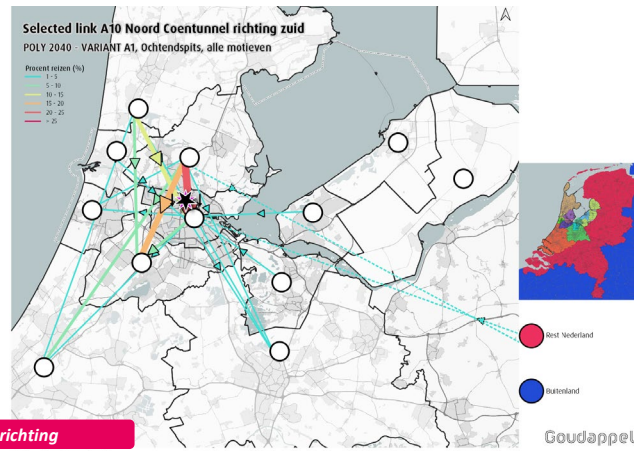 Selected link A10 Noord Coentunnel richting zuid
POLY 2040 - VARIANT A1, Ochtendspits, alle motieven
Procent reizen (%)
1 - 5
5 - 10
10 - 15
15 - 20
20 - 25
> 25
Rest Nederland
Buitenland
richting
Goudappel